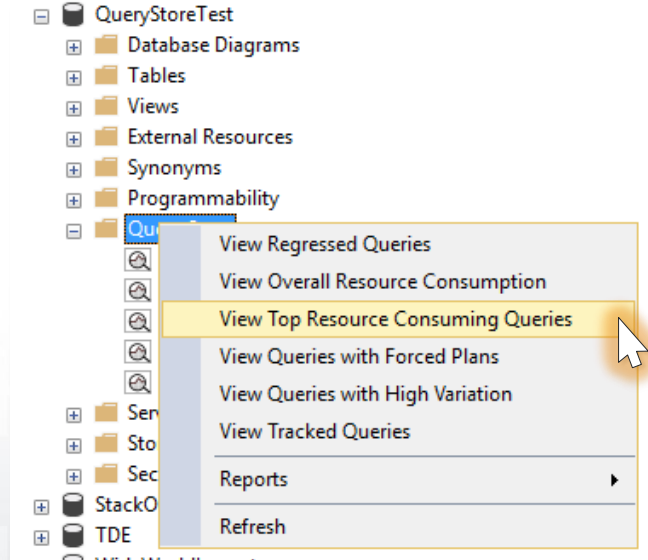 QueryStoreTest
Database Diagrams
Tables
Views
External Resources
Synonyms
Programmability
View Regressed Queries
View Overall Resource Consumption
View Top Resource Consuming Queries
View Queries with Forced Plans
View Queries with High Variation
View Tracked Queries
Reports
Refresh
TDE